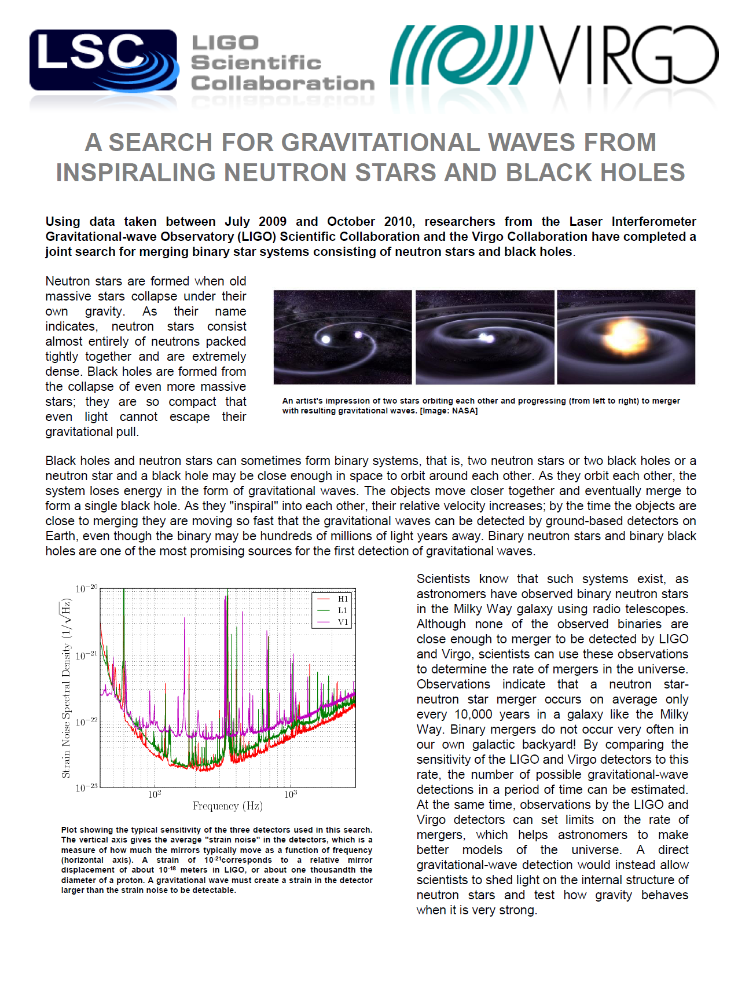 LSC
LIGO
Scientific
Collaboration
VIRGO
A SEARCH FOR GRAVITATIONAL WAVES FROM
INSPIRALING NEUTRON STARS AND BLACK HOLES
Using data taken between July 2009 and October 2010, researchers from the Laser Interferometer
Gravitational-wave Observatory (LIGO) Scientific Collaboration and the Virgo Collaboration have completed a
joint search for merging binary star systems consisting of neutron stars and black holes.
Neutron stars are formed when old
massive stars collapse under their
own gravity. As their name
indicates, neutron stars consist
almost entirely of neutrons packed
tightly together and are extremely
dense. Black holes are formed from
the collapse of even more massive
stars; they are so compact that
even light cannot escape their
gravitational pull.
An artist's impression of two stars orbiting each other and progressing (from left to right) to merger
with resulting gravitational waves. [Image: NASA]
Black holes and neutron stars can sometimes form binary systems, that is, two neutron stars or two black holes or a
neutron star and a black hole may be close enough in space to orbit around each other. As they orbit each other, the
system loses energy in the form of gravitational waves. The objects move closer together and eventually merge to
form a single black hole. As they "inspiral" into each other, their relative velocity increases; by the time the objects are
close to merging they are moving so fast that the gravitational waves can be detected by ground-based detectors on
Earth, even though the binary may be hundreds of millions of light years away. Binary neutron stars and binary black
holes are one of the most promising sources for the first detection of gravitational waves.
10⁻²⁰
10⁻²¹
10⁻²²
10⁻²³
Strain Noise Spectral Density (1/√Hz)
H1
L1
V1
10² 10³
Frequency (Hz)
Plot showing the typical sensitivity of the three detectors used in this search.
The vertical axis gives the average "strain noise" in the detectors, which is a
measure of how much the mirrors typically move as a function of frequency
(horizontal axis). A strain of 10⁻²¹corresponds to a relative mirror
displacement of about 10⁻¹⁸ meters in LIGO, or about one thousandth the
diameter of a proton. A gravitational wave must create a strain in the detector
larger than the strain noise to be detectable.
Scientists know that such systems exist, as
astronomers have observed binary neutron stars
in the Milky Way galaxy using radio telescopes.
Although none of the observed binaries are
close enough to merger to be detected by LIGO
and Virgo, scientists can use these observations
to determine the rate of mergers in the universe.
Observations indicate that a neutron star-
neutron star merger occurs on average only
every 10,000 years in a galaxy like the Milky
Way. Binary mergers do not occur very often in
our own galactic backyard! By comparing the
sensitivity of the LIGO and Virgo detectors to this
rate, the number of possible gravitational-wave
detections in a period of time can be estimated.
At the same time, observations by the LIGO and
Virgo detectors can set limits on the rate of
mergers, which helps astronomers to make
better models of the universe. A direct
gravitational-wave detection would instead allow
scientists to shed light on the internal structure of
neutron stars and test how gravity behaves
when it is very strong.